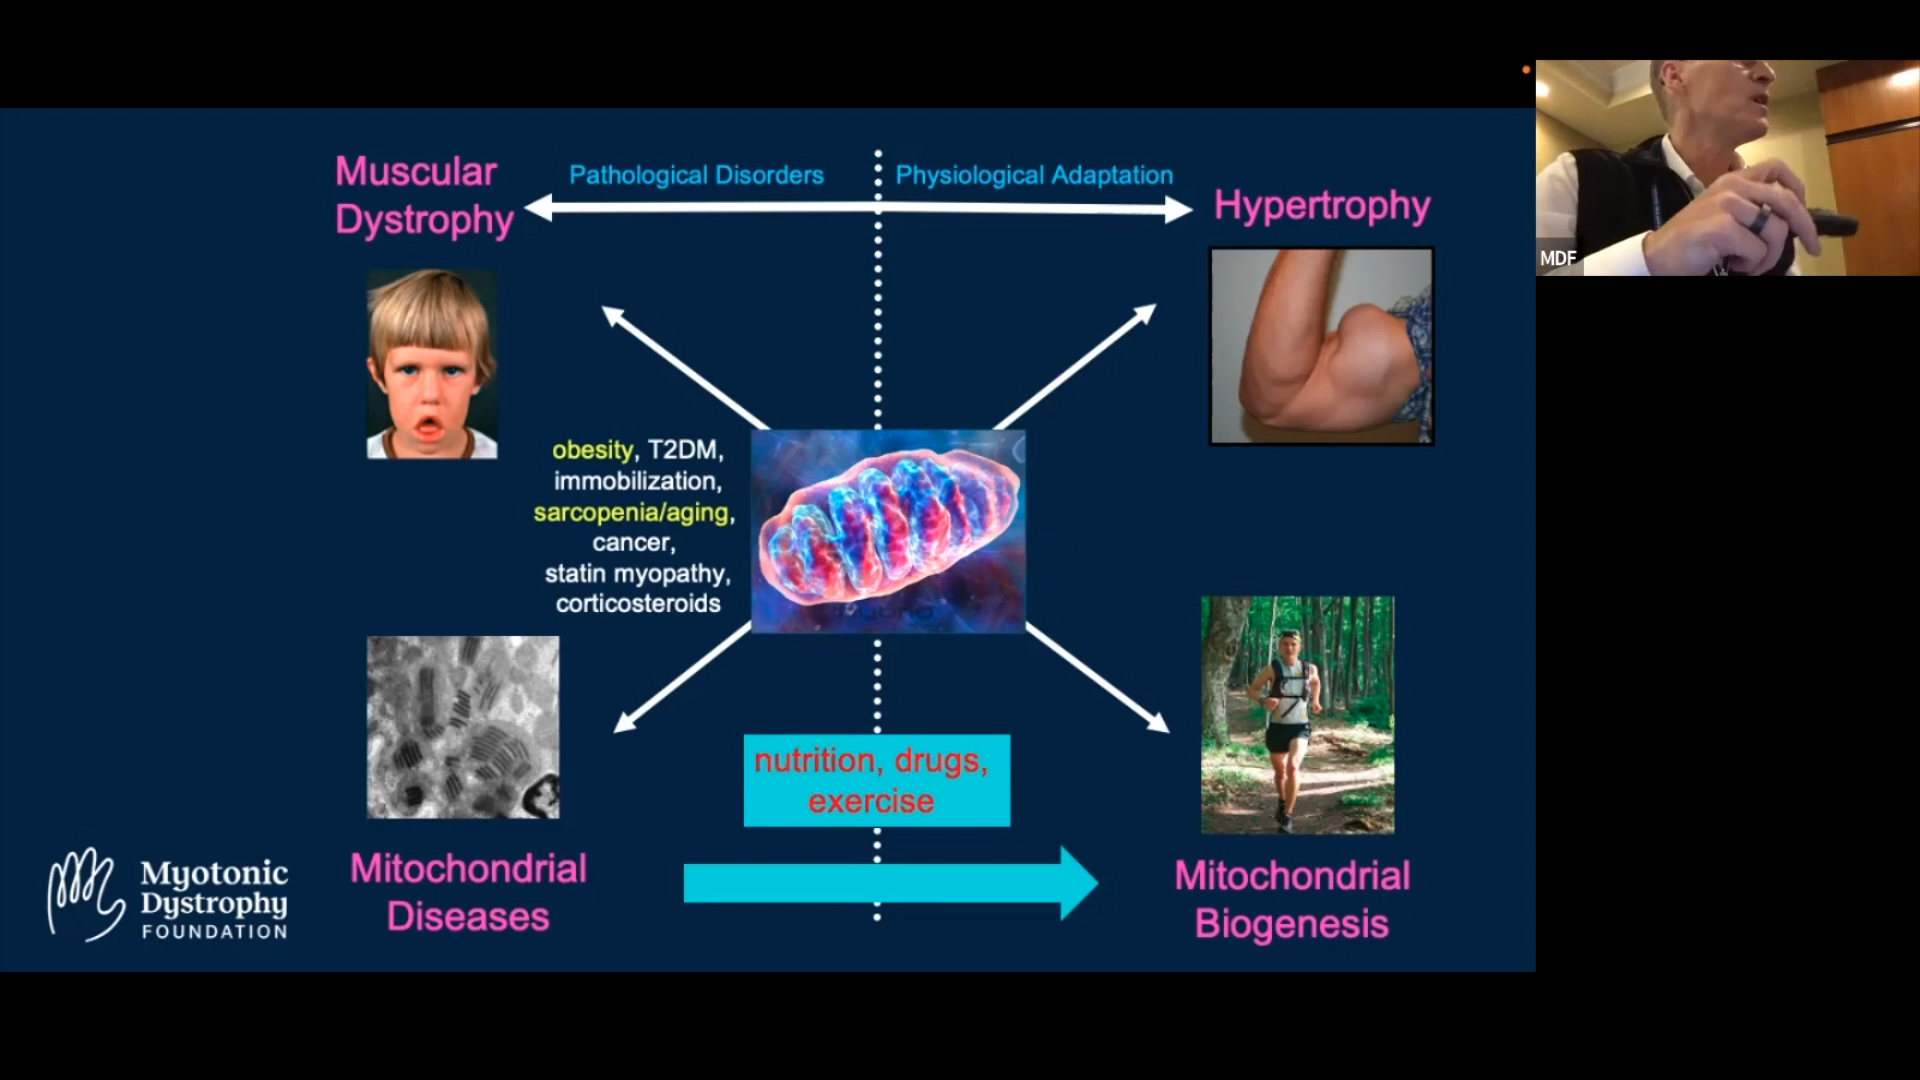 Muscular
Dystrophy
Pathological Disorders
Physiological Adaptation
Hypertrophy
MDF
obesity, T2DM,
immobilization,
sarcopenia/aging,
cancer,
statin myopathy,
corticosteroids
nutrition, drugs,
exercise
Mitochondrial
Diseases
Mitochondrial
Biogenesis
Myotonic
Dystrophy
FOUNDATION